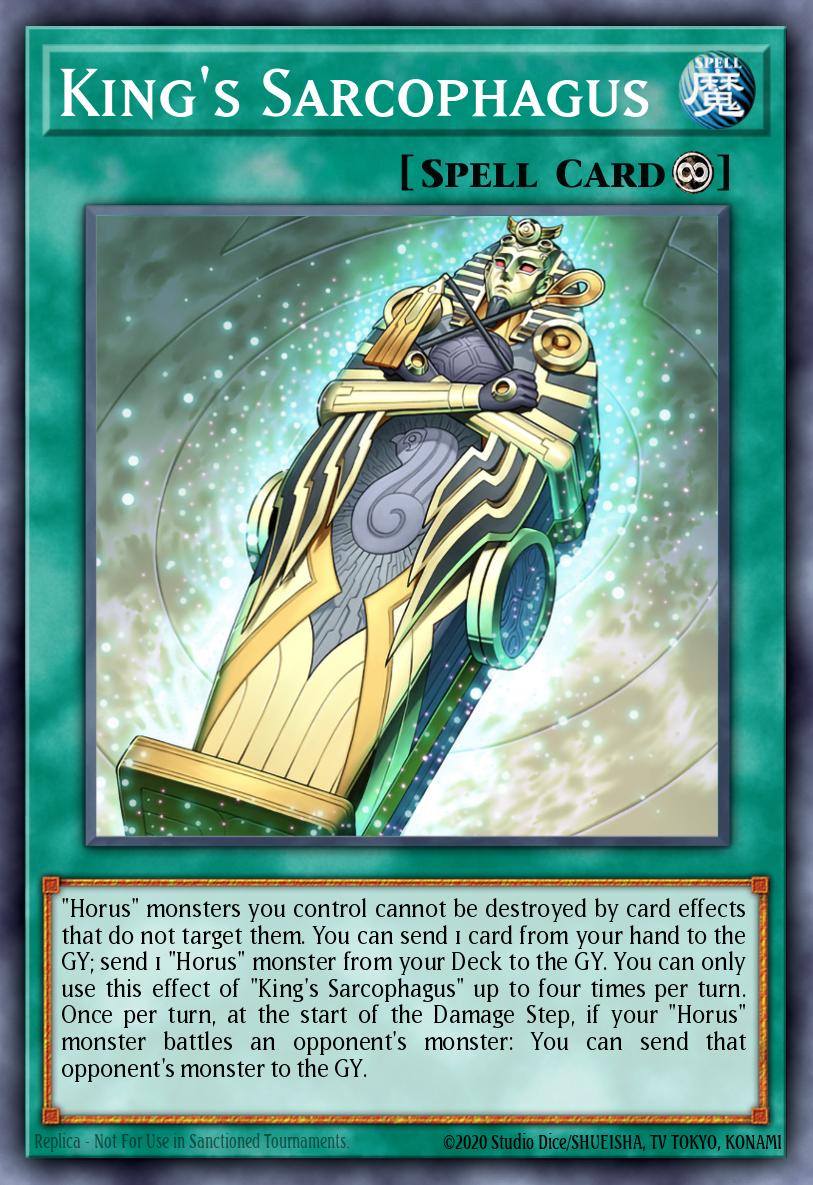 King's Sarcophagus
SPELL
魔
[Spell Card]
"Horus" monsters you control cannot be destroyed by card effects
that do not target them. You can send 1 card from your hand to the
GY; send 1 "Horus" monster from your Deck to the GY. You can only
use this effect of "King's Sarcophagus" up to four times per turn.
Once per turn, at the start of the Damage Step, if your "Horus"
monster battles an opponent's monster: You can send that
opponent's monster to the GY.
Replica - Not For Use in Sanctioned Tournaments.
©2020 Studio Dice/SHUEISHA, TV TOKYO, KONAMI